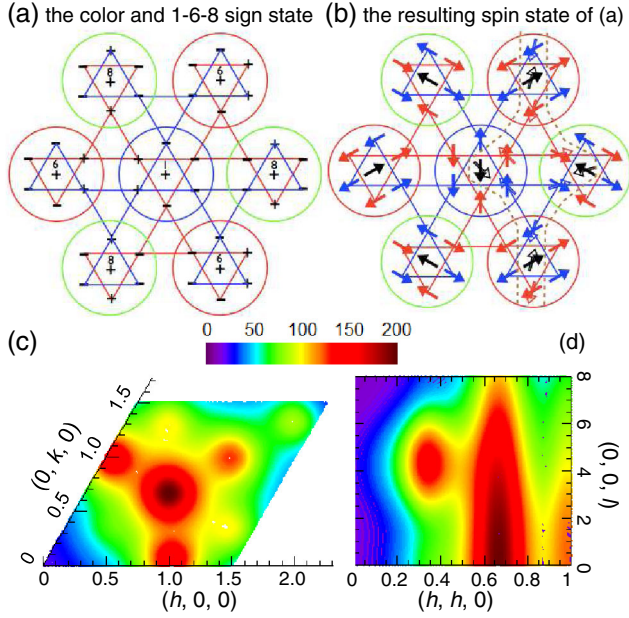 (a) the color and 1-6-8 sign state
(b) the resulting spin state of (a)
8 6
6 1 8
8 6
0 50 100 150 200
(c)
(d)
(0, k, 0)
0 0.5 1.0 1.5
0 0.5 1.0 1.5 2.0
(h, 0, 0)
8
6
4
2
0
(0, 0, l)
0 0.2 0.4 0.6 0.8 1
(h, h, 0)